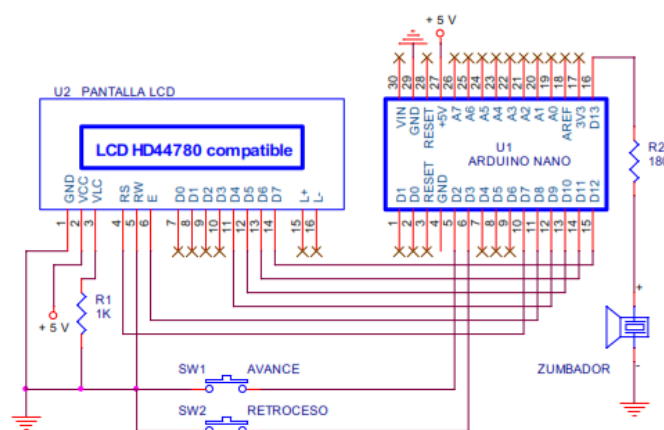 + 5 V
30 29 28 27 26 25 24 23 22 21 20 19 18 17 16
VIN GND RESET +5V A7 A6 A5 A4 A3 A2 A1 A0 AREF 3V3 D13
U2 PANTALLA LCD
LCD HD44780 compatible
U1
ARDUINO NANO
R2
GND VCC VLC RS RW E D0 D1 D2 D3 D4 D5 D6 D7 L+ L-
1 2 3 4 5 6 7 8 9 10 11 12 13 14 15 16
D1 D0 RESET GND D2 D3 D4 D5 D6 D7 D8 D9 D10 D11 D12
1 2 3 4 5 6 7 8 9 10 11 12 13 14 15
R1
1K
+ 5 V
+
-
ZUMBADOR
SW1 AVANCE
SW2 RETROCESO